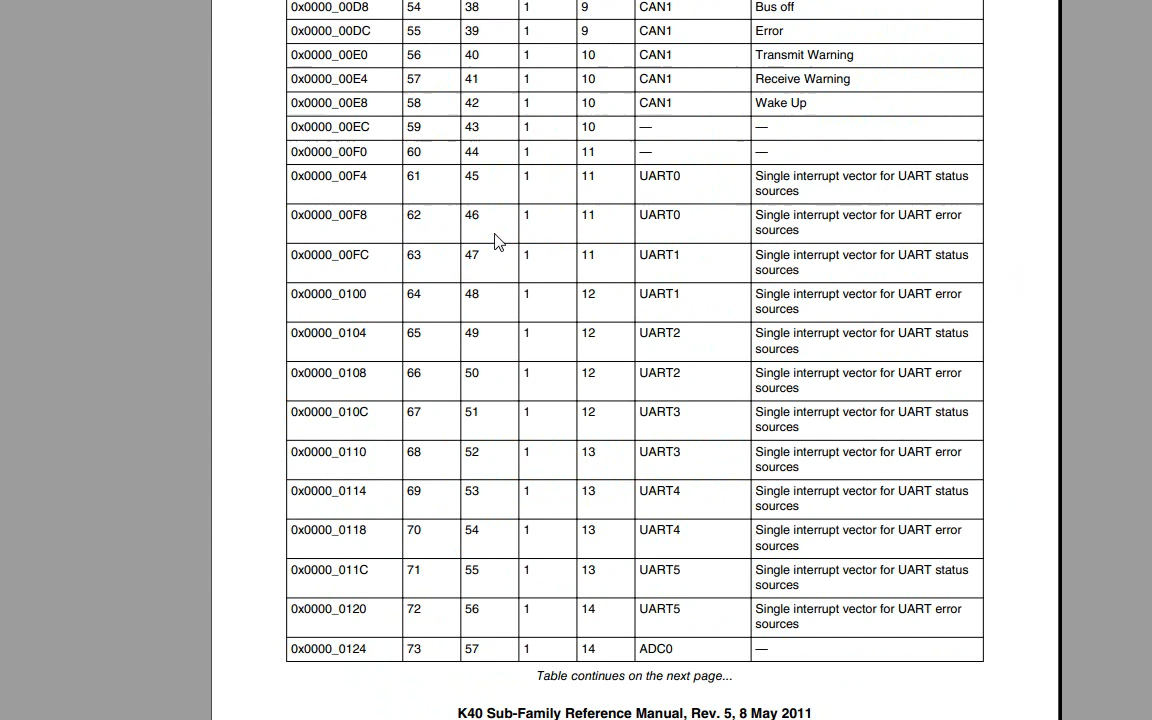 0x0000_00D8 54 38 1 9 CAN1 Bus off
0x0000_00DC 55 39 1 9 CAN1 Error
0x0000_00E0 56 40 1 10 CAN1 Transmit Warning
0x0000_00E4 57 41 1 10 CAN1 Receive Warning
0x0000_00E8 58 42 1 10 CAN1 Wake Up
0x0000_00EC 59 43 1 10 — —
0x0000_00F0 60 44 1 11 — —
0x0000_00F4 61 45 1 11 UART0 Single interrupt vector for UART status
sources
0x0000_00F8 62 46 1 11 UART0 Single interrupt vector for UART error
sources
0x0000_00FC 63 47 1 11 UART1 Single interrupt vector for UART status
sources
0x0000_0100 64 48 1 12 UART1 Single interrupt vector for UART error
sources
0x0000_0104 65 49 1 12 UART2 Single interrupt vector for UART status
sources
0x0000_0108 66 50 1 12 UART2 Single interrupt vector for UART error
sources
0x0000_010C 67 51 1 12 UART3 Single interrupt vector for UART status
sources
0x0000_0110 68 52 1 13 UART3 Single interrupt vector for UART error
sources
0x0000_0114 69 53 1 13 UART4 Single interrupt vector for UART status
sources
0x0000_0118 70 54 1 13 UART4 Single interrupt vector for UART error
sources
0x0000_011C 71 55 1 13 UART5 Single interrupt vector for UART status
sources
0x0000_0120 72 56 1 14 UART5 Single interrupt vector for UART error
sources
0x0000_0124 73 57 1 14 ADC0 —
Table continues on the next page...
K40 Sub-Family Reference Manual, Rev. 5, 8 May 2011